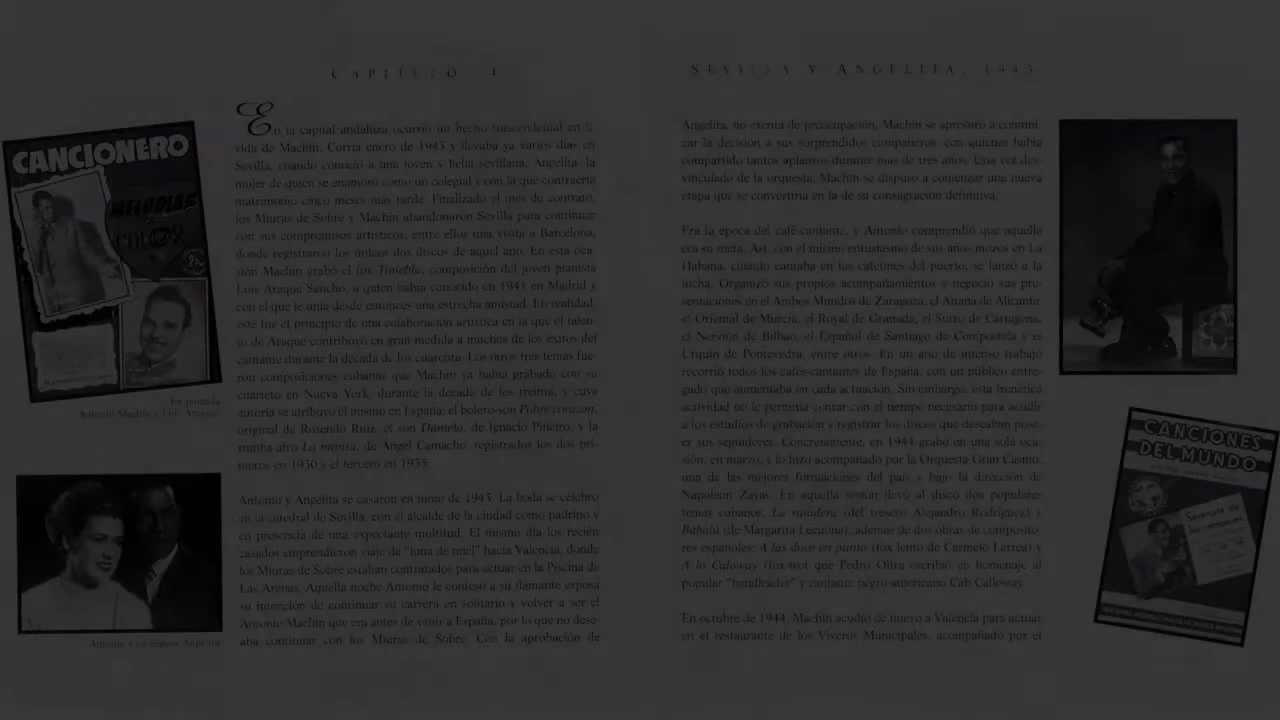 CAPITULO 4
En la capital andaluza ocurrió un hecho trascendental en la
vida de Machín. Corría enero de 1943 y llevaba ya varios días en
Sevilla, cuando conoció a una joven y bella sevillana, Angelita, la
mujer de quien se enamoró como un colegial y con la que contraería
matrimonio cinco meses más tarde. Finalizado el mes de contrato,
los Miuras de Sobré y Machín abandonaron Sevilla para continuar
con sus compromisos artísticos, entre ellos una visita a Barcelona,
donde registraron los únicos dos discos de aquel año. En esta oca-
sión Machín grabó el fox Tiniebla, composición del joven pianista
Luis Araque Sancho, a quien había conocido en 1941 en Madrid y
con el que le unía desde entonces una estrecha amistad. En realidad,
éste fue el principio de una colaboración artística en la que el talen-
to de Araque contribuyó en gran medida a muchos de los éxitos del
cantante durante la década de los cuarenta. Los otros tres temas fue-
ron composiciones cubanas que Machín ya había grabado con su
cuarteto en Nueva York, durante la década de los treinta, y cuya
autoría se atribuyó él mismo en España: el bolero-son Pobre corazón,
original de Rosendo Ruiz, el son Dámelo, de Ignacio Piñeiro, y la
rumba-afro La negrita, de Ángel Camacho, registrados los dos pri-
meros en 1930 y el tercero en 1935.
Antonio y Angelita se casaron en junio de 1943. La boda se celebró
en la catedral de Sevilla, con el alcalde de la ciudad como padrino y
en presencia de una expectante multitud. El mismo día los recién
casados emprendieron viaje de "luna de miel" hacia Valencia, donde
los Miuras de Sobré estaban contratados para actuar en la Piscina de
Las Arenas. Aquella noche Antonio le confesó a su flamante esposa
su intención de continuar su carrera en solitario y volver a ser el
Antonio Machín que era antes de venir a España, por lo que no dese-
aba continuar con los Miuras de Sobré. Con la aprobación de
CANCIONERO
MELODÍAS
En portada
Antonio Machín y
Antonio y su esposa Angelita
SEVILLA Y ANGELITA, 1943
Angelita, no exenta de preocupación, Machín se apresuró a comuni-
car la decisión a sus sorprendidos compañeros, con quienes había
compartido tantos aplausos durante más de tres años. Una vez des-
vinculado de la orquesta, Machín se dispuso a comenzar una nueva
etapa que se convertiría en la de su consagración definitiva.
Era la época del café-cantante, y Antonio comprendió que aquella
era su meta. Así, con el mismo entusiasmo de sus años mozos en La
Habana, cuando cantaba en los cafetines del puerto, se lanzó a la
lucha. Organizó sus propios acompañamientos y negoció sus pre-
sentaciones en el Ambos Mundos de Zaragoza, el Aitana de Alicante,
el Oriental de Murcia, el Royal de Granada, el Suizo de Cartagena,
el Nervión de Bilbao, el Español de Santiago de Compostela y el
Urquín de Pontevedra, entre otros. En un año de intenso trabajo
recorrió todos los cafés-cantantes de España, con un público entre-
gado que aumentaba en cada actuación. Sin embargo, esta frenética
actividad no le permitía contar con el tiempo necesario para acudir
a los estudios de grabación y registrar los discos que deseaban pose-
er sus seguidores. Concretamente, en 1944 grabó en una sola oca-
sión, en marzo, y lo hizo acompañado por la Orquesta Gran Casino,
una de las mejores formaciones del país y bajo la dirección de
Napoleón Zayas. En aquella sesión llevó al disco dos populares
temas cubanos, La runidera (del tresero Alejandro Rodríguez) y
Babalú (de Margarita Lecuona), además de dos obras de composito-
res españoles: A las doce en punto (fox lento de Carmelo Larrea) y
A lo Caloway (foxtrot que Pedro Oltra escribió en homenaje al
popular "bandleader" y cantante negro-americano Cab Calloway.
En octubre de 1944, Machín acudió de nuevo a Valencia para actuar
en el restaurante de los Viveros Municipales, acompañado por el
CANCIONES
DEL MUNDO
Serenata de